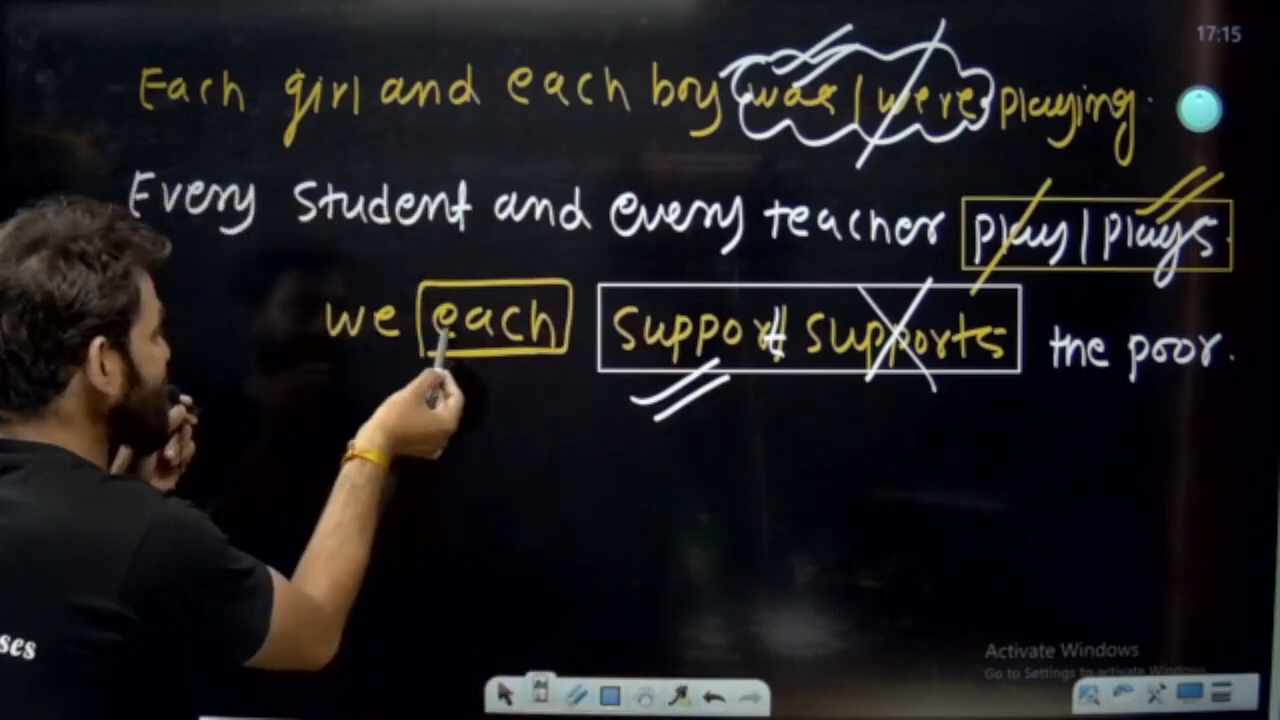 17:15
Each girl and each boy was / were playing.
Every student and every teacher play / plays.
we each support supports the poor.
ses
Activate Windows
Go to Settings to activate Windows.